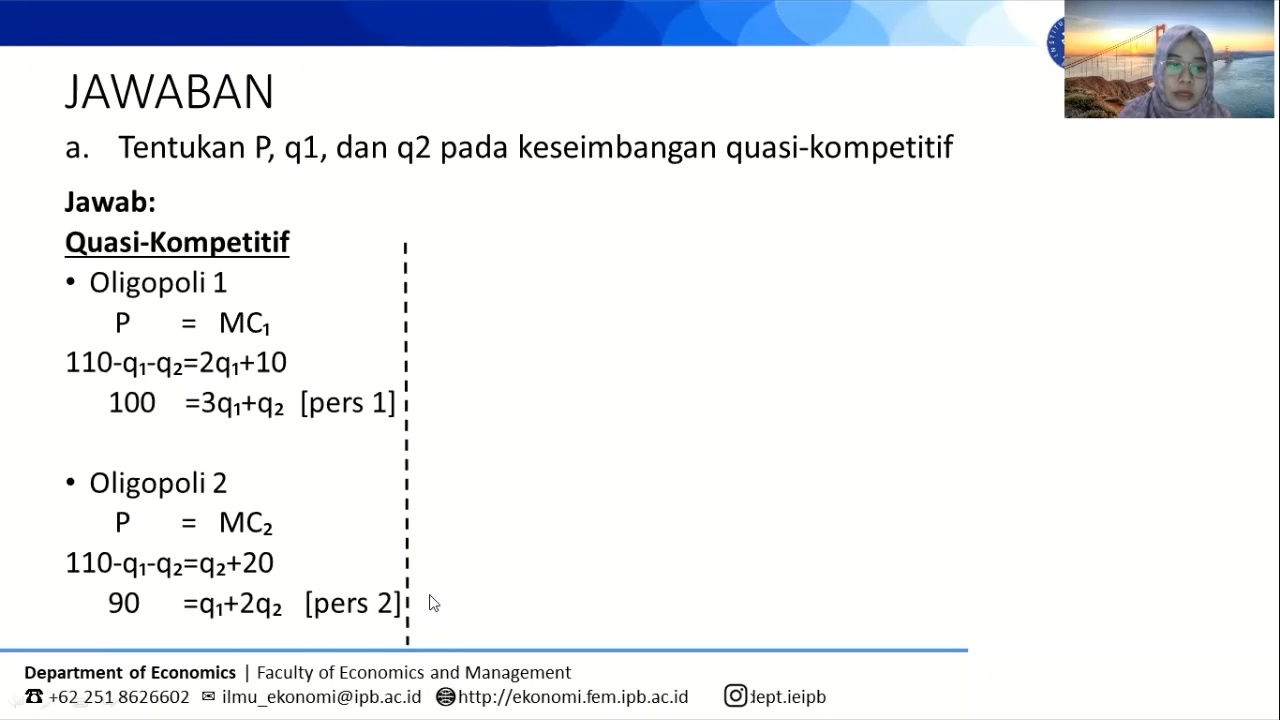 JAWABAN
a. Tentukan P, q1, dan q2 pada keseimbangan quasi-kompetitif
Jawab:
Quasi-Kompetitif
• Oligopoli 1
P = MC₁
110-q₁-q₂=2q₁+10
100 =3q₁+q₂ [pers 1]
• Oligopoli 2
P = MC₂
110-q₁-q₂=q₂+20
90 =q₁+2q₂ [pers 2]
Department of Economics | Faculty of Economics and Management
+62 251 8626602 ilmu_ekonomi@ipb.ac.id http://ekonomi.fem.ipb.ac.id dept.ieipb